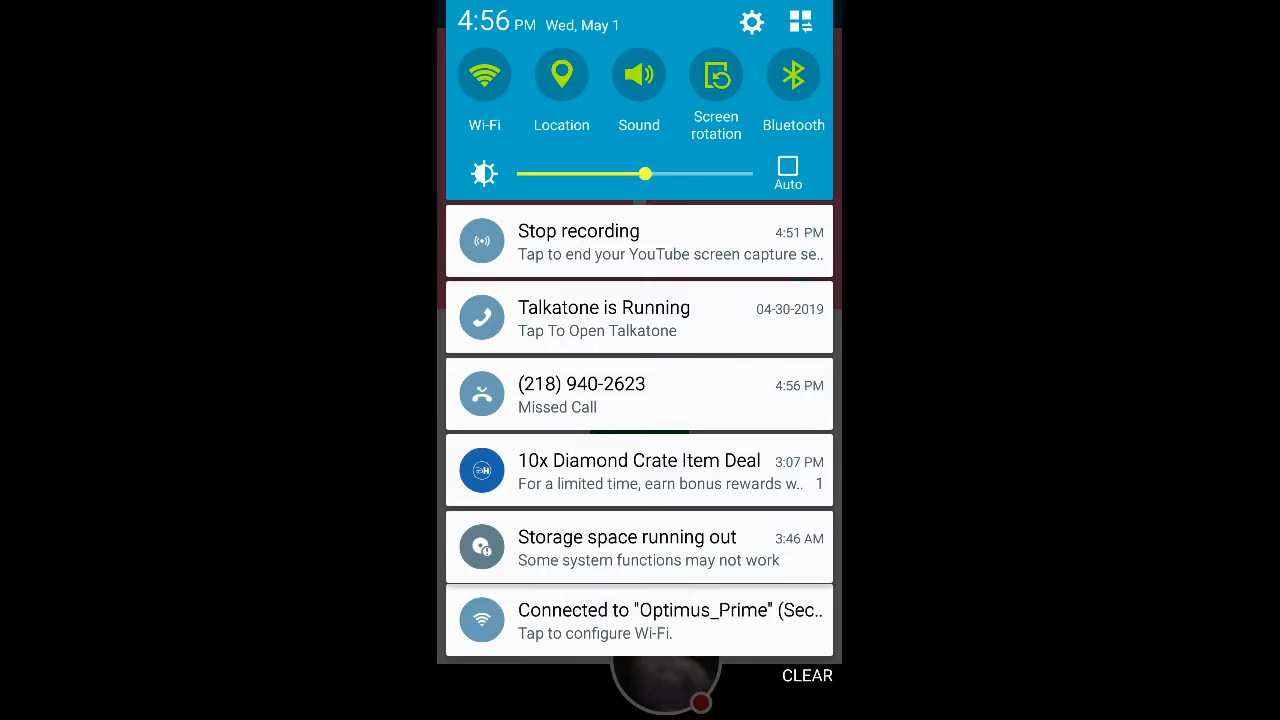 4:56 PM Wed, May 1
Wi-Fi
Location
Sound
Screen rotation
Bluetooth
Auto
Stop recording 4:51 PM
Tap to end your YouTube screen capture se..
Talkatone is Running 04-30-2019
Tap To Open Talkatone
(218) 940-2623 4:56 PM
Missed Call
10x Diamond Crate Item Deal 3:07 PM
For a limited time, earn bonus rewards w.. 1
Storage space running out 3:46 AM
Some system functions may not work
Connected to "Optimus_Prime" (Sec..
Tap to configure Wi-Fi.
CLEAR